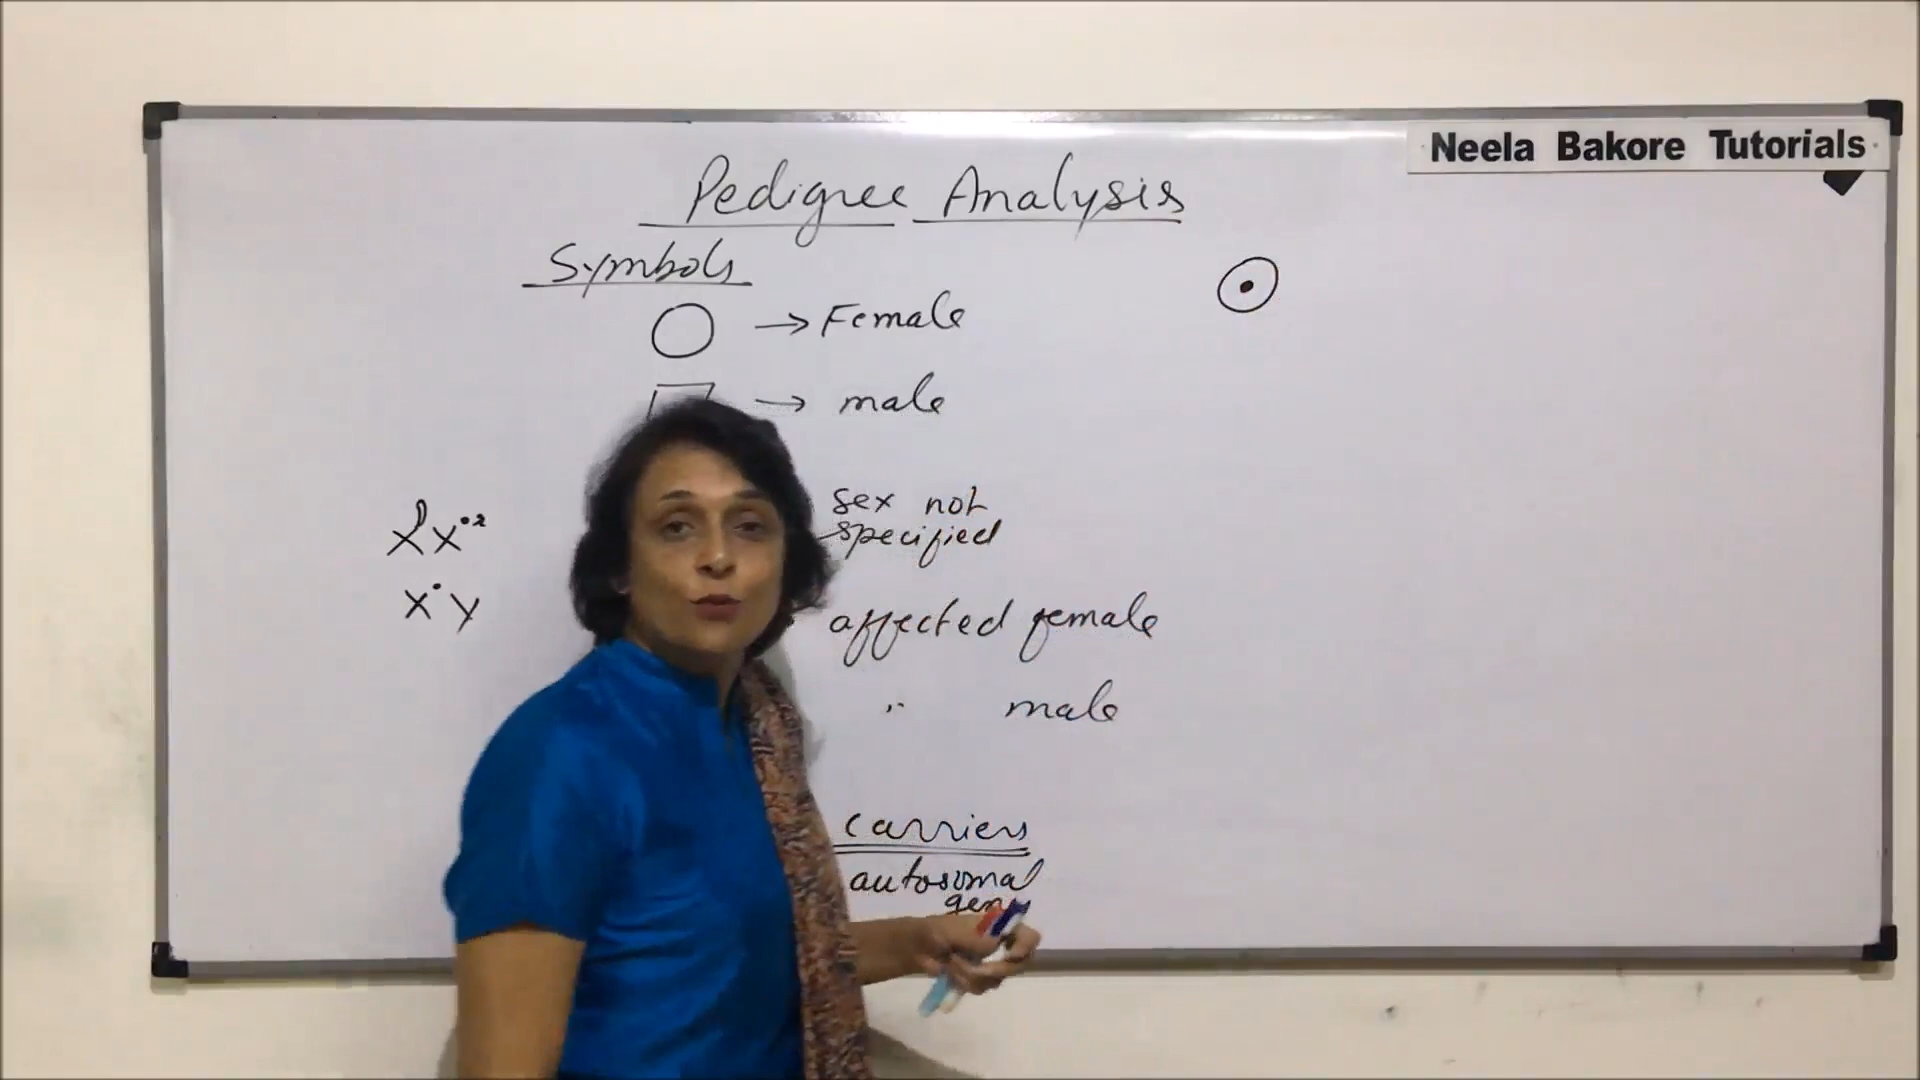 Neela Bakore Tutorials
Pedigree Analysis
Symbols
→ Female
→ male
sex not
specified
X X
X Y
affected female
" male
carriers
autosomal